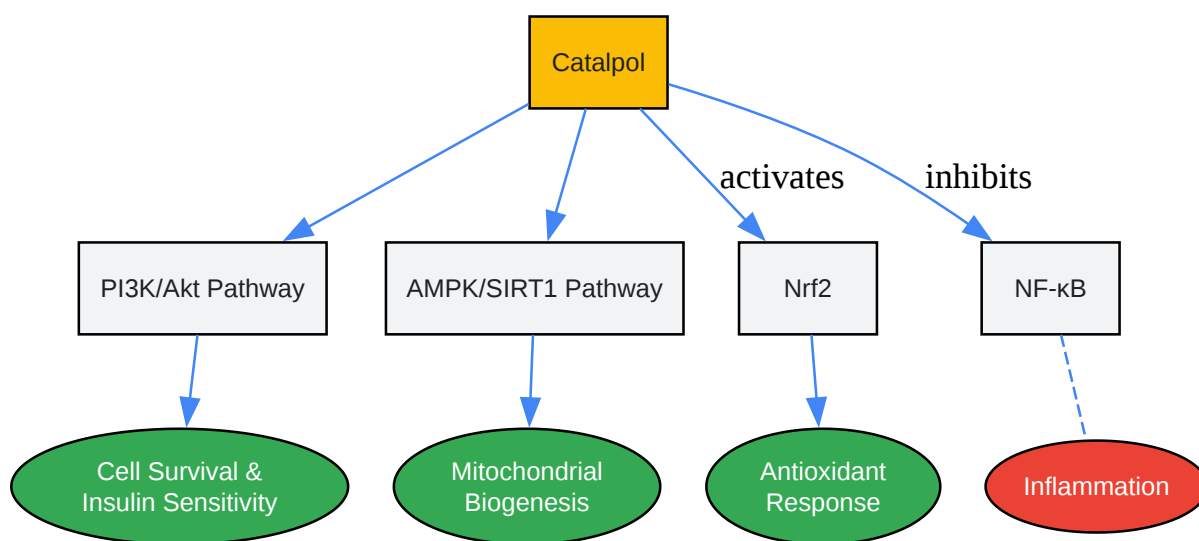 Catalpol
activates
inhibits
PI3K/Akt Pathway
AMPK/SIRT1 Pathway
Nrf2
NF-κB
Cell Survival &
Insulin Sensitivity
Mitochondrial
Biogenesis
Antioxidant
Response
Inflammation